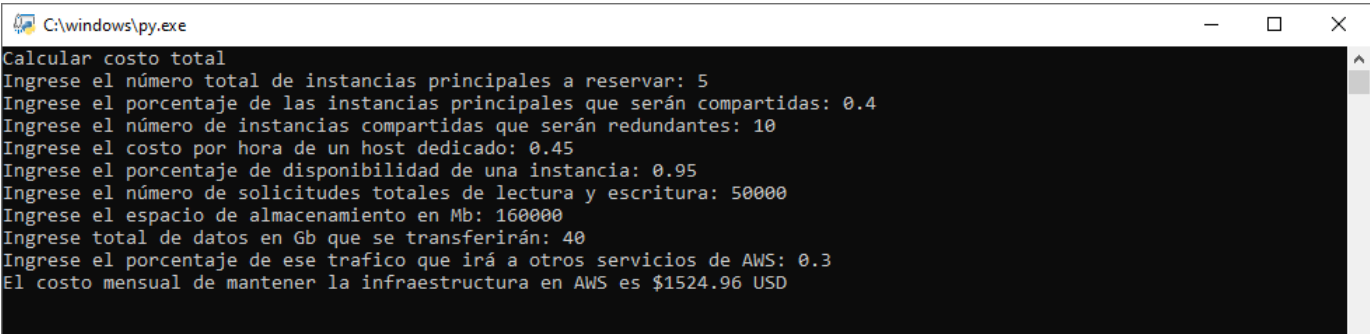 C:\windows\py.exe
Calcular costo total
Ingrese el número total de instancias principales a reservar: 5
Ingrese el porcentaje de las instancias principales que serán compartidas: 0.4
Ingrese el número de instancias compartidas que serán redundantes: 10
Ingrese el costo por hora de un host dedicado: 0.45
Ingrese el porcentaje de disponibilidad de una instancia: 0.95
Ingrese el número de solicitudes totales de lectura y escritura: 50000
Ingrese el espacio de almacenamiento en Mb: 160000
Ingrese total de datos en Gb que se transferirán: 40
Ingrese el porcentaje de ese trafico que irá a otros servicios de AWS: 0.3
El costo mensual de mantener la infraestructura en AWS es $1524.96 USD